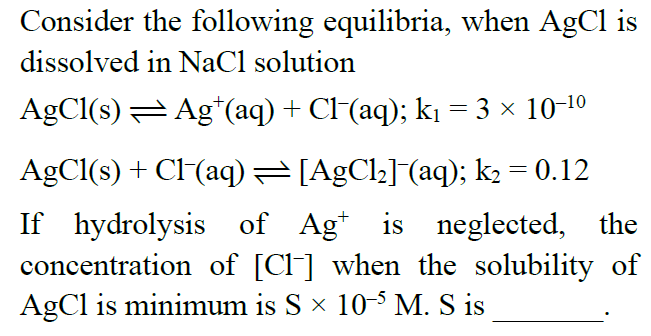 Consider the following equilibria, when AgCl is
dissolved in NaCl solution
AgCl(s) ⇌ Ag⁺(aq) + Cl⁻(aq); k₁ = 3 × 10⁻¹⁰
AgCl(s) + Cl⁻(aq) ⇌ [AgCl₂]⁻(aq); k₂ = 0.12
If hydrolysis of Ag⁺ is neglected, the
concentration of [Cl⁻] when the solubility of
AgCl is minimum is S × 10⁻⁵ M. S is ________.